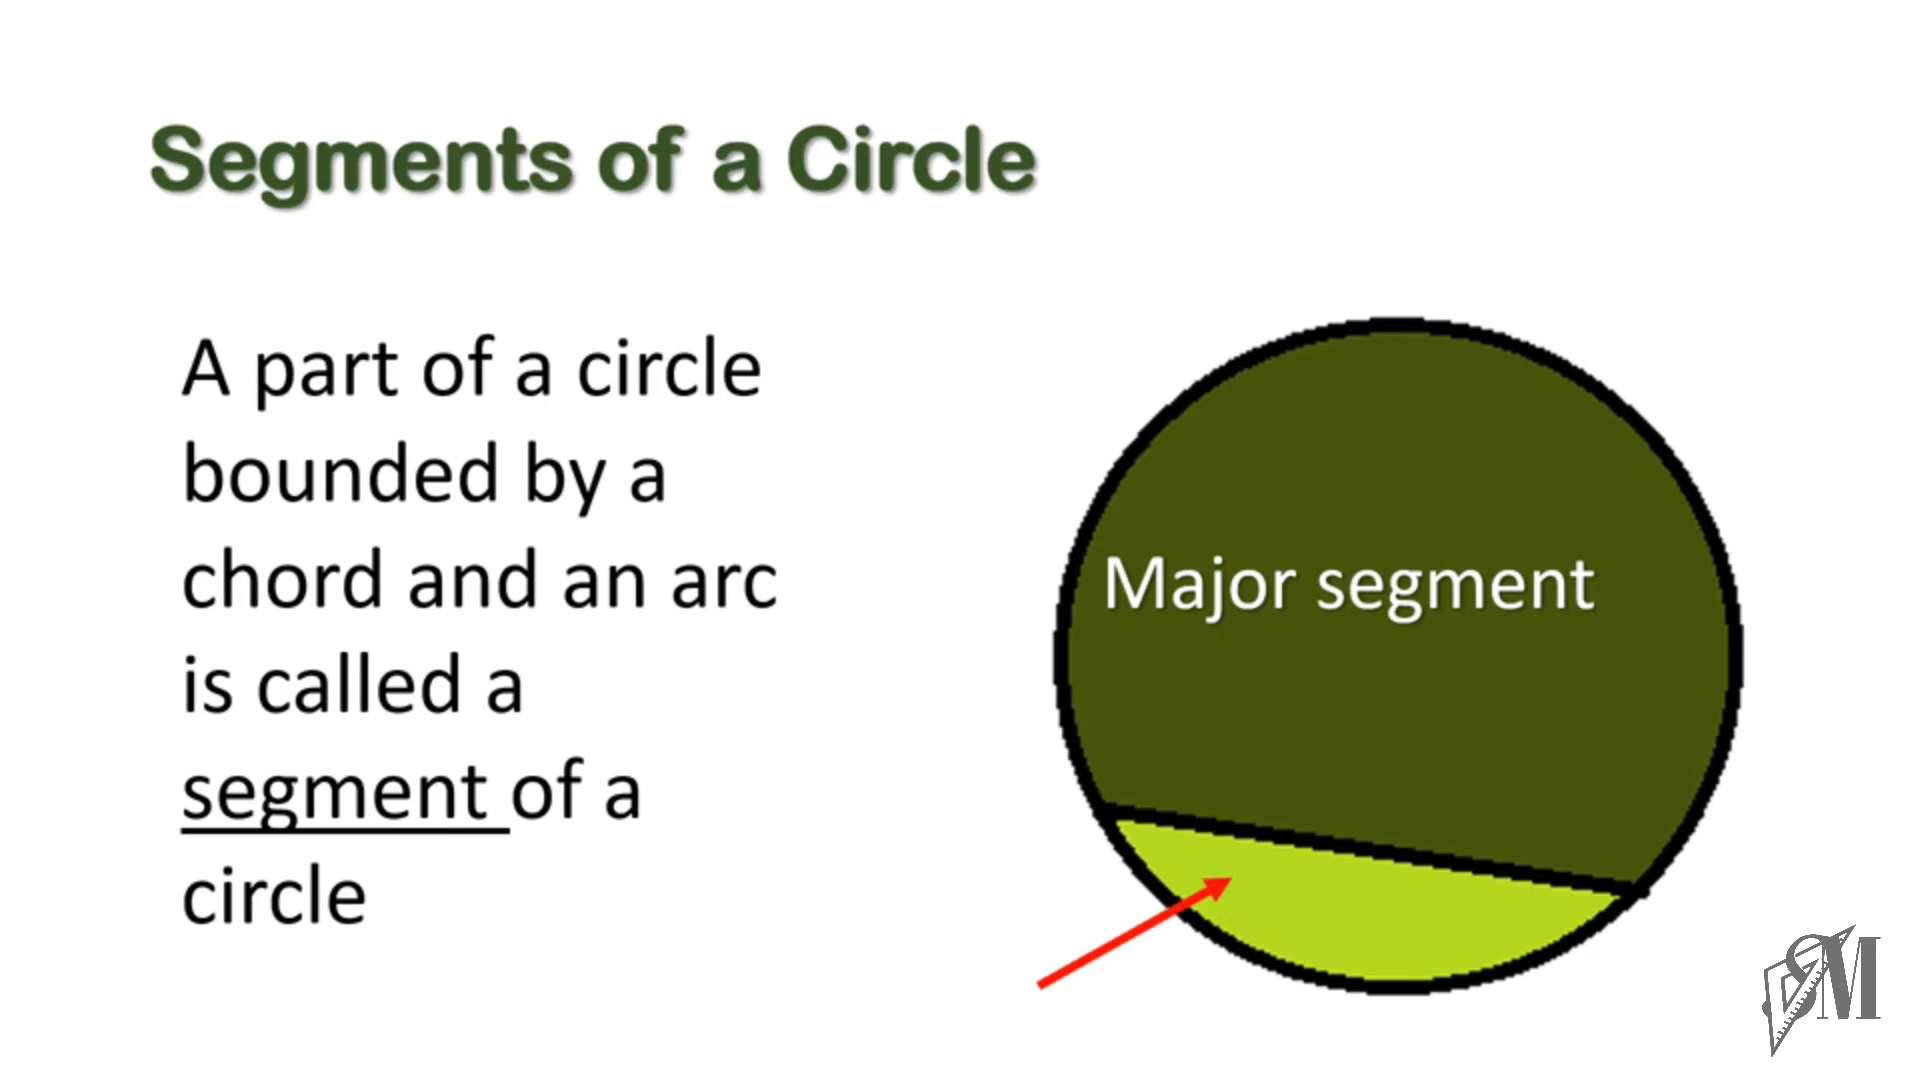 Segments of a Circle
A part of a circle
bounded by a
chord and an arc
is called a
segment of a
circle
Major segment
SM